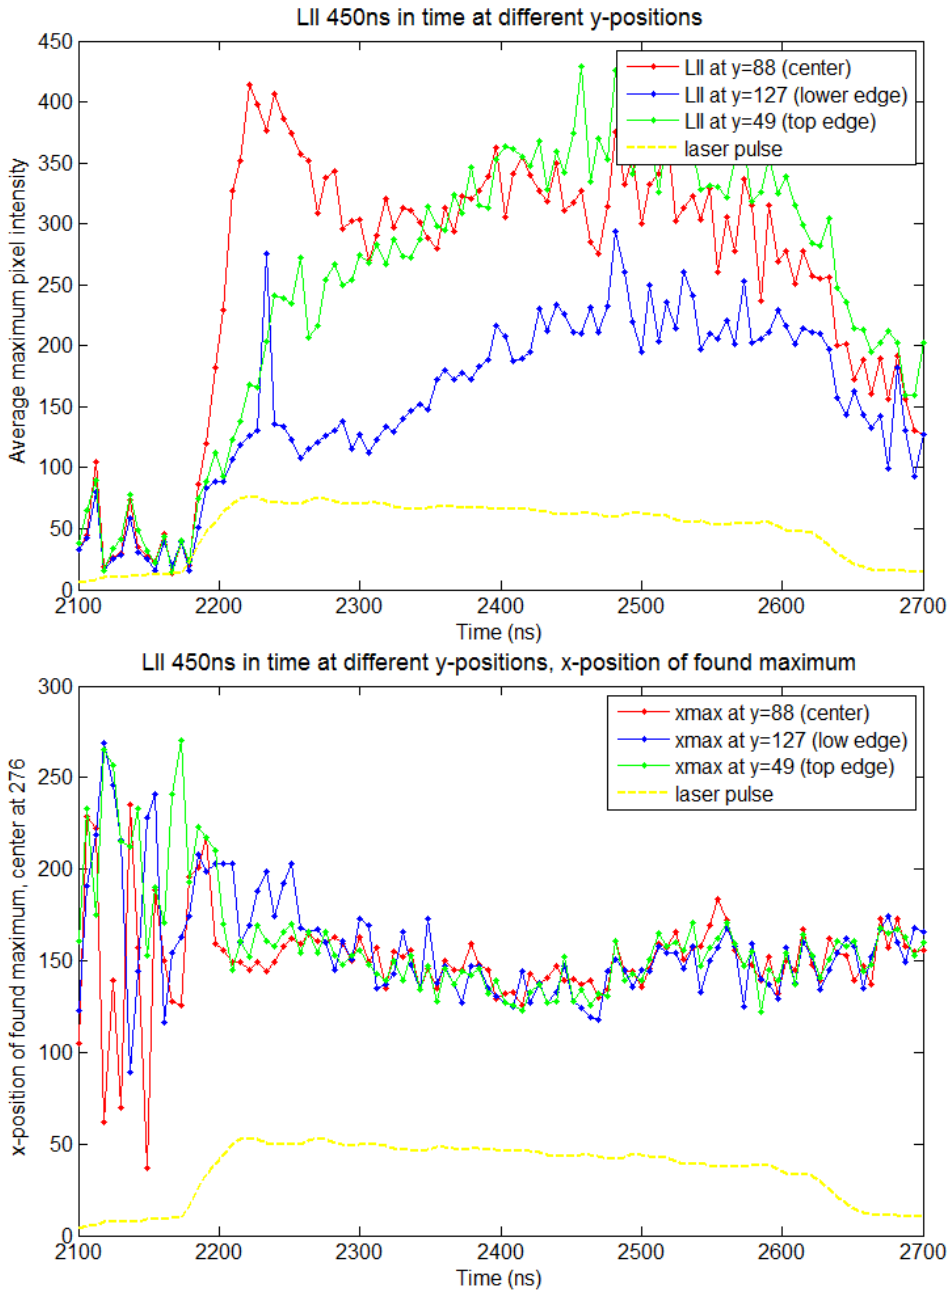 LII 450ns in time at different y-positions
450
400
350
300
250
200
150
100
50
0
Average maximum pixel intensity
LII at y=88 (center)
LII at y=127 (lower edge)
LII at y=49 (top edge)
laser pulse
2100 2200 2300 2400 2500 2600 2700
Time (ns)
LII 450ns in time at different y-positions, x-position of found maximum
300
250
200
150
100
50
0
x-position of found maximum, center at 276
xmax at y=88 (center)
xmax at y=127 (low edge)
xmax at y=49 (top edge)
laser pulse
2100 2200 2300 2400 2500 2600 2700
Time (ns)